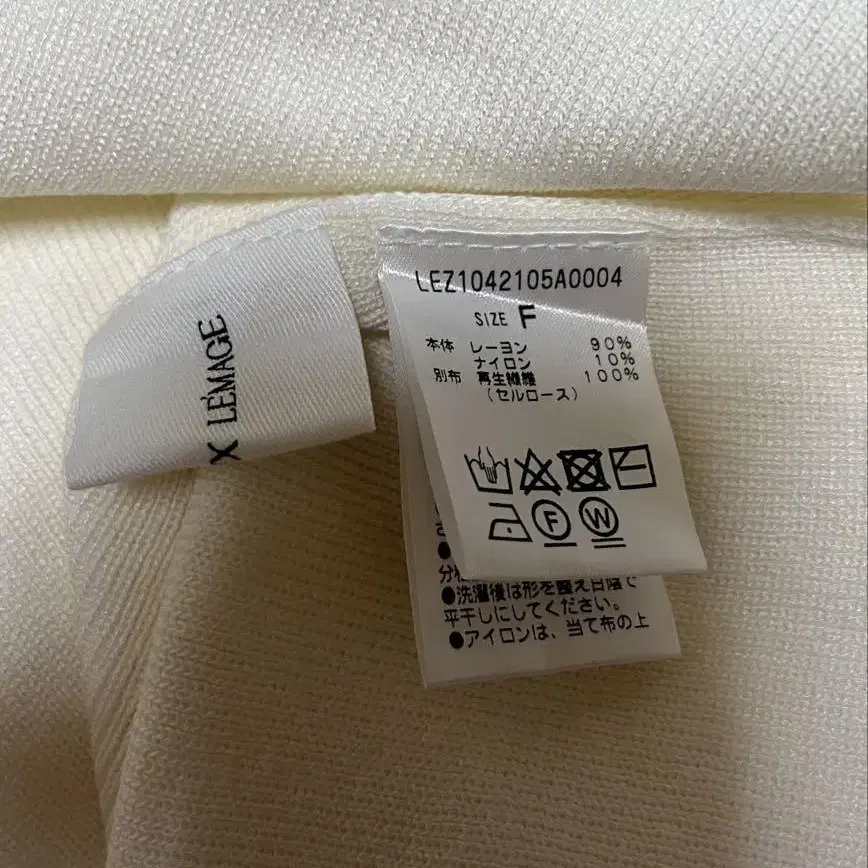 X LÉMAGE
LEZ1042105A0004
SIZE F
本体 レーヨン 90%
ナイロン 10%
別布 再生繊維 100%
(セルロース)
F W
●洗濯後は形を整え日陰で
平干しにしてください。
●アイロンは、当て布の上